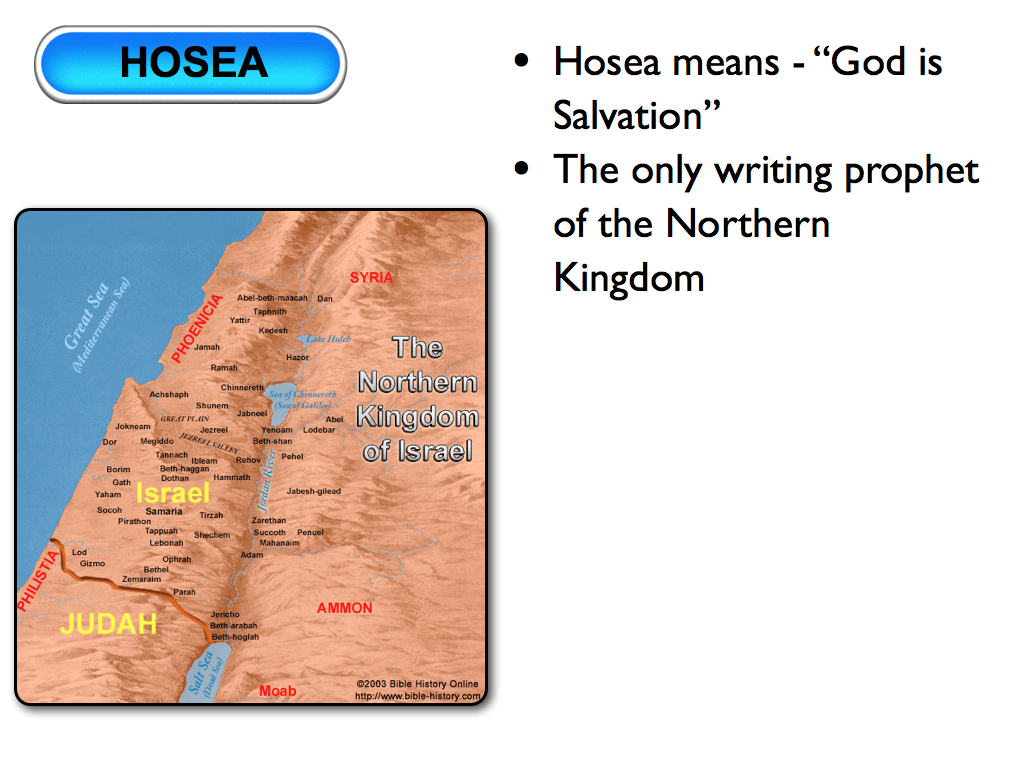 HOSEA
• Hosea means - “God is
Salvation”
• The only writing prophet
of the Northern
Kingdom
Great Sea
(Mediterranean Sea)
SYRIA
PHOENICIA
Abel-beth-maacah
Dan
Taphnith
Yattir
Kedesh
Lake Huleh
Jamah
Hazor
The
Northern
Kingdom
of Israel
Ramah
Chinnereth
Achshaph
Sea of Chinnereth
(Sea of Galilee)
Shunem
Jabneel
GREAT PLAIN
Abel
Jokneam
Jezreel
Yenoam
Lodebar
Dor
Megiddo
JEZREEL VALLEY
Beth-shan
Tannach
Ibleam
Rehov
Pehel
Borim
Beth-haggan
Gath
Dothan
Hammath
Jordan River
Yaham
Israel
Jabesh-gilead
Socoh
Samaria
Tirzah
Pirathon
Zarethan
Tappuah
Shechem
Succoth
Penuel
Lebonah
Mahanaim
Lod
Adam
Gizmo
Ophrah
PHILISTIA
Bethel
Zemaraim
Parah
AMMON
JUDAH
Jericho
Beth-arabah
Beth-hoglah
Salt Sea
(Dead Sea)
Moab
©2003 Bible History Online
http://www.bible-history.com